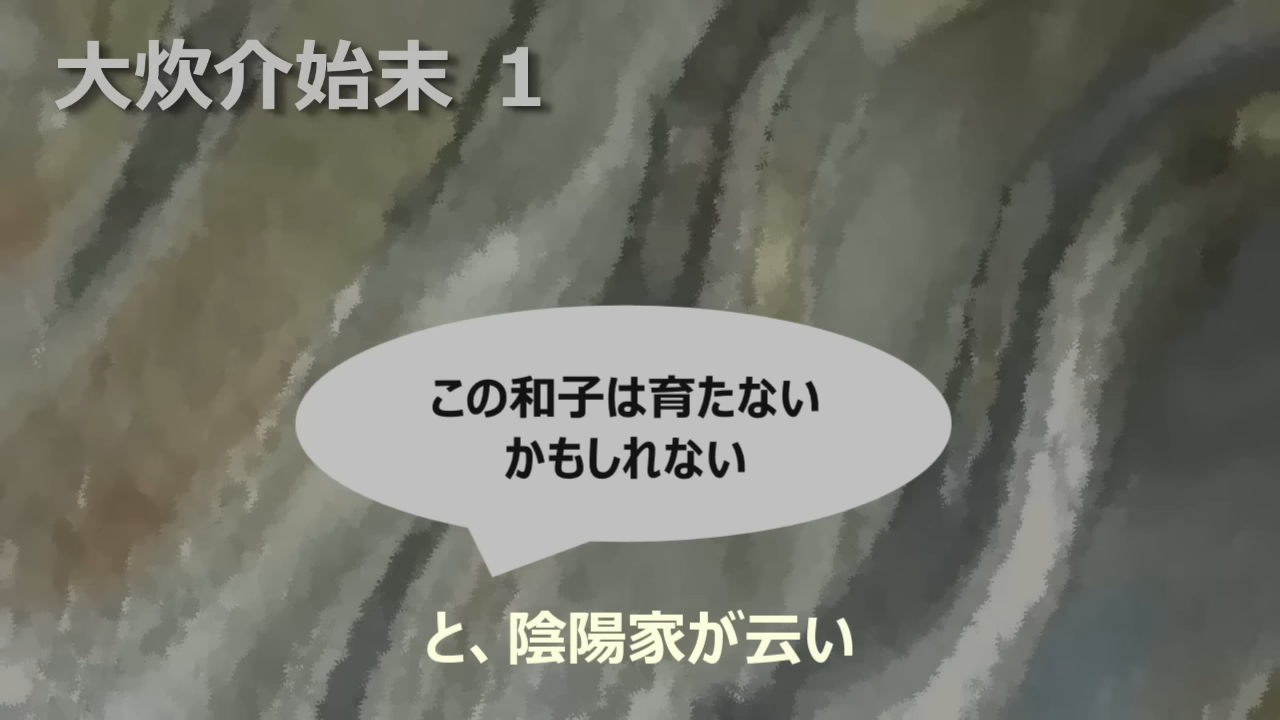 大炊介始末 1
この和子は育たない
かもしれない
と、陰陽家が云い